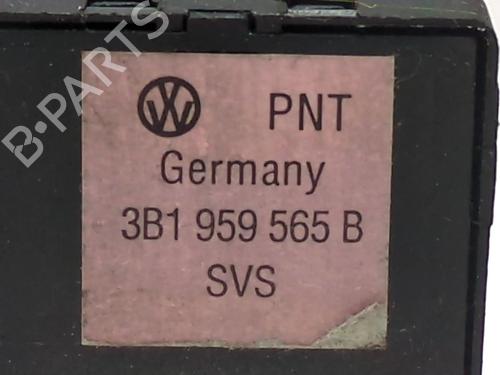 B-PARTS
PNT
Germany
3B1 959 565 B
SVS